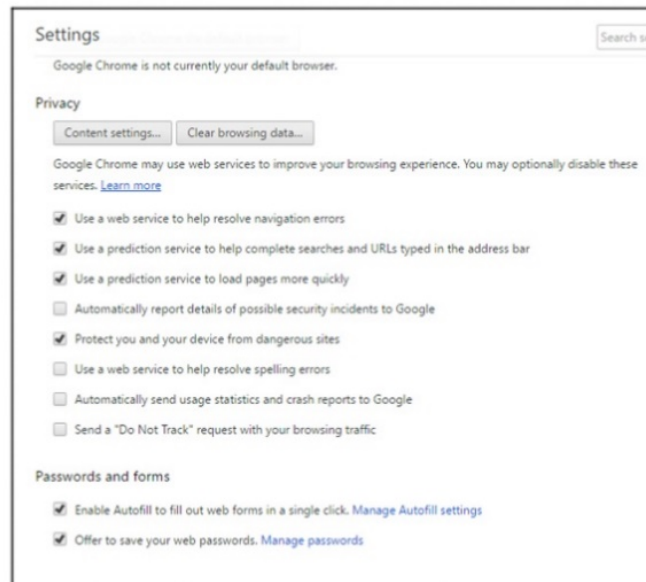 Settings
Search
Google Chrome is not currently your default browser.
Privacy
Content settings... Clear browsing data...
Google Chrome may use web services to improve your browsing experience. You may optionally disable these
services. Learn more
Use a web service to help resolve navigation errors
Use a prediction service to help complete searches and URLs typed in the address bar
Use a prediction service to load pages more quickly
Automatically report details of possible security incidents to Google
Protect you and your device from dangerous sites
Use a web service to help resolve spelling errors
Automatically send usage statistics and crash reports to Google
Send a "Do Not Track" request with your browsing traffic
Passwords and forms
Enable Autofill to fill out web forms in a single click. Manage Autofill settings
Offer to save your web passwords. Manage passwords